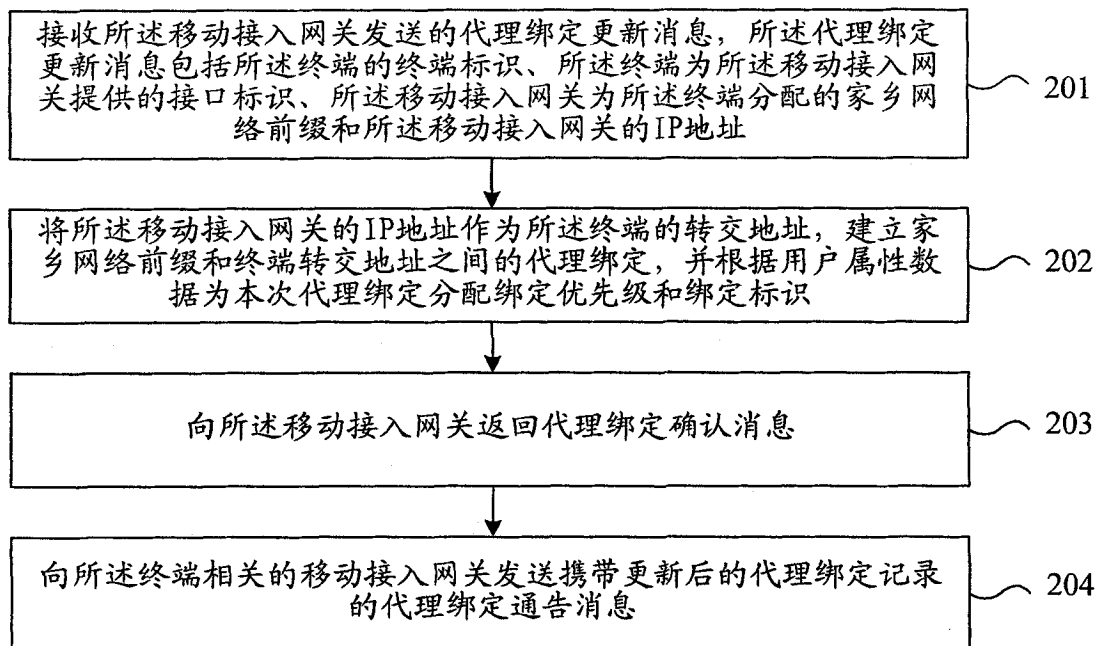 接收所述移动接入网关发送的代理绑定更新消息，所述代理绑定
更新消息包括所述终端的终端标识、所述终端为所述移动接入网
关提供的接口标识、所述移动接入网关为所述终端分配的家乡网
络前缀和所述移动接入网关的IP地址
201
将所述移动接入网关的IP地址作为所述终端的转交地址，建立家
乡网络前缀和终端转交地址之间的代理绑定，并根据用户属性数
据为本次代理绑定分配绑定优先级和绑定标识
202
向所述移动接入网关返回代理绑定确认消息
203
向所述终端相关的移动接入网关发送携带更新后的代理绑定记录
的代理绑定通告消息
204